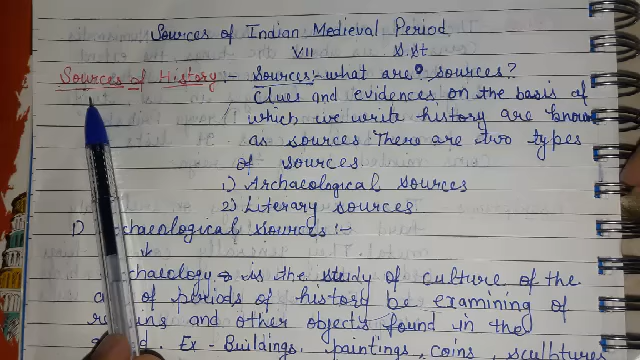 Sources of Indian Medieval Period
VII S.St
Sources of History :- Sources :- what are sources?
Clues and evidences on the basis of
which we write history are known
as sources. There are two types
of sources
1) Archaeological sources
2) Literary sources
1) Archaeological sources :-
chaeology is the study of culture of the
of periods of history be examining of
and other objects found in the
Ex - Buildings, paintings, coins, sculptures